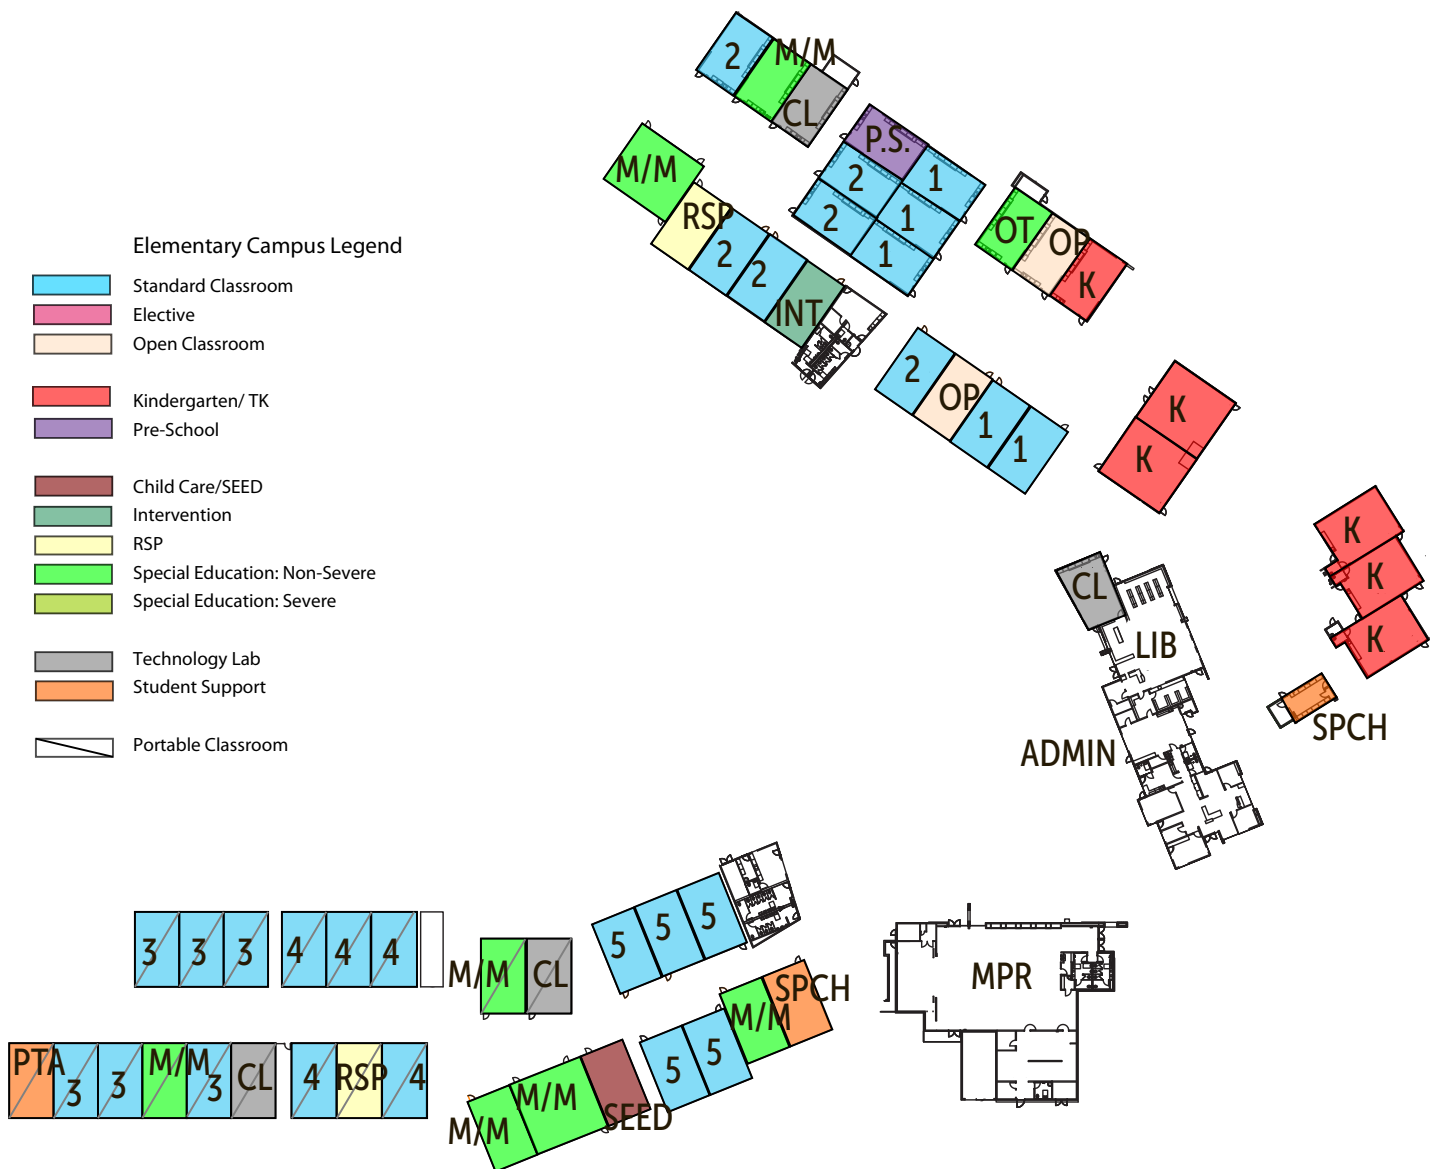 Elementary Campus Legend
Standard Classroom
Elective
Open Classroom
Kindergarten/ TK
Pre-School
Child Care/SEED
Intervention
RSP
Special Education: Non-Severe
Special Education: Severe
Technology Lab
Student Support
Portable Classroom
2
M/M
CL
P.S.
2
1
2
1
1
M/M
RSP
2
2
INT
OT
OP
K
2
OP
1
1
K
K
K
K
K
CL
LIB
ADMIN
SPCH
5
5
5
3
3
3
4
4
4
M/M
CL
SPCH
M/M
5
5
MPR
PTA
3
3
M/M
3
CL
4
RSP
4
M/M
M/M
SEED